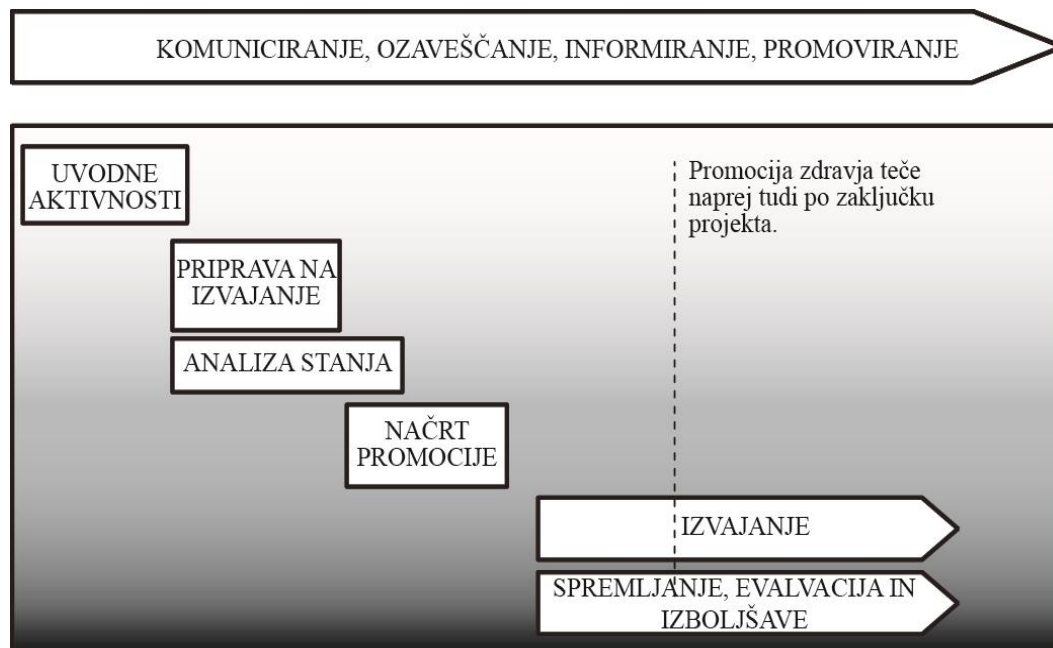 KOMUNICIRANJE, OZAVEŠČANJE, INFORMIRANJE, PROMOVIRANJE
UVODNE
AKTIVNOSTI
Promocija zdravja teče
naprej tudi po zaključku
projekta.
PRIPRAVA NA
IZVAJANJE
ANALIZA STANJA
NAČRT
PROMOCIJE
IZVAJANJE
SPREMLJANJE, EVALVACIJA IN
IZBOLJŠAVE